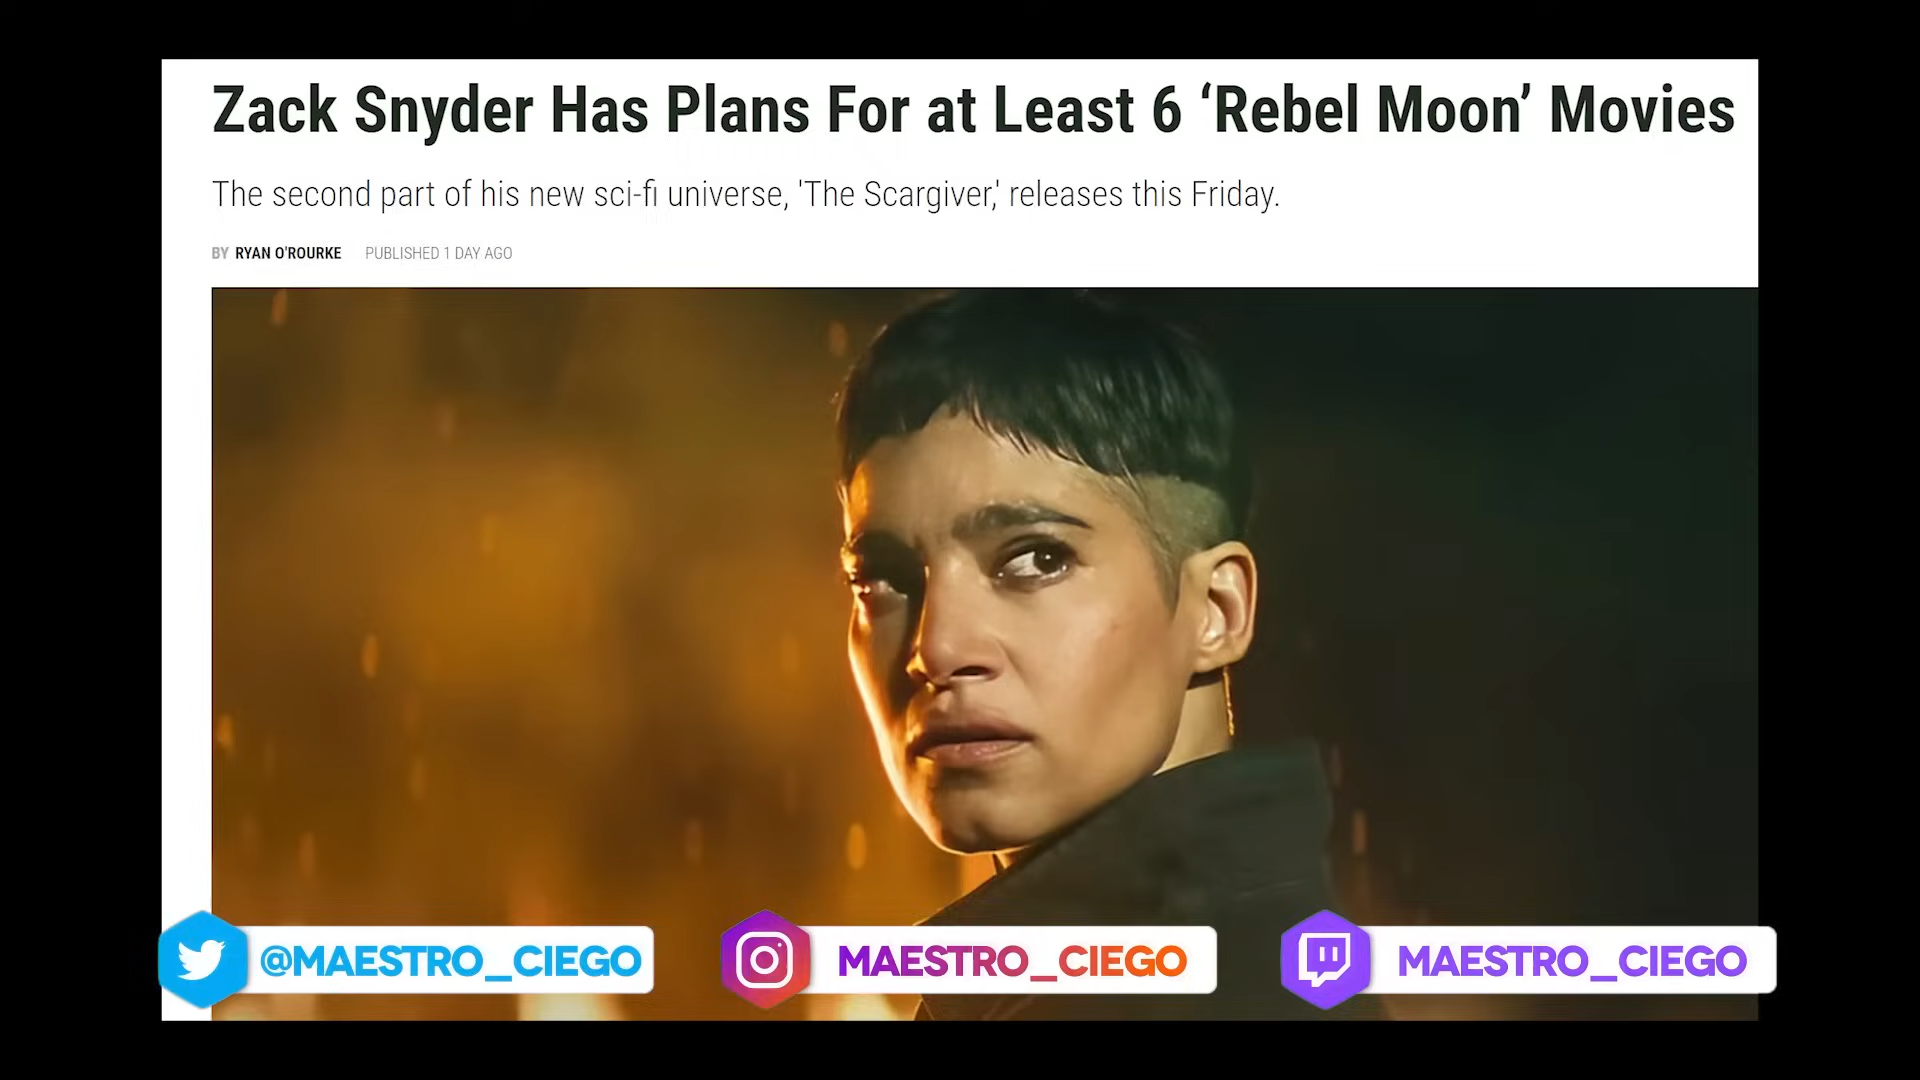 Zack Snyder Has Plans For at Least 6 ‘Rebel Moon’ Movies
The second part of his new sci-fi universe, 'The Scargiver,' releases this Friday.
BY RYAN O'ROURKE PUBLISHED 1 DAY AGO
@MAESTRO_CIEGO MAESTRO_CIEGO MAESTRO_CIEGO